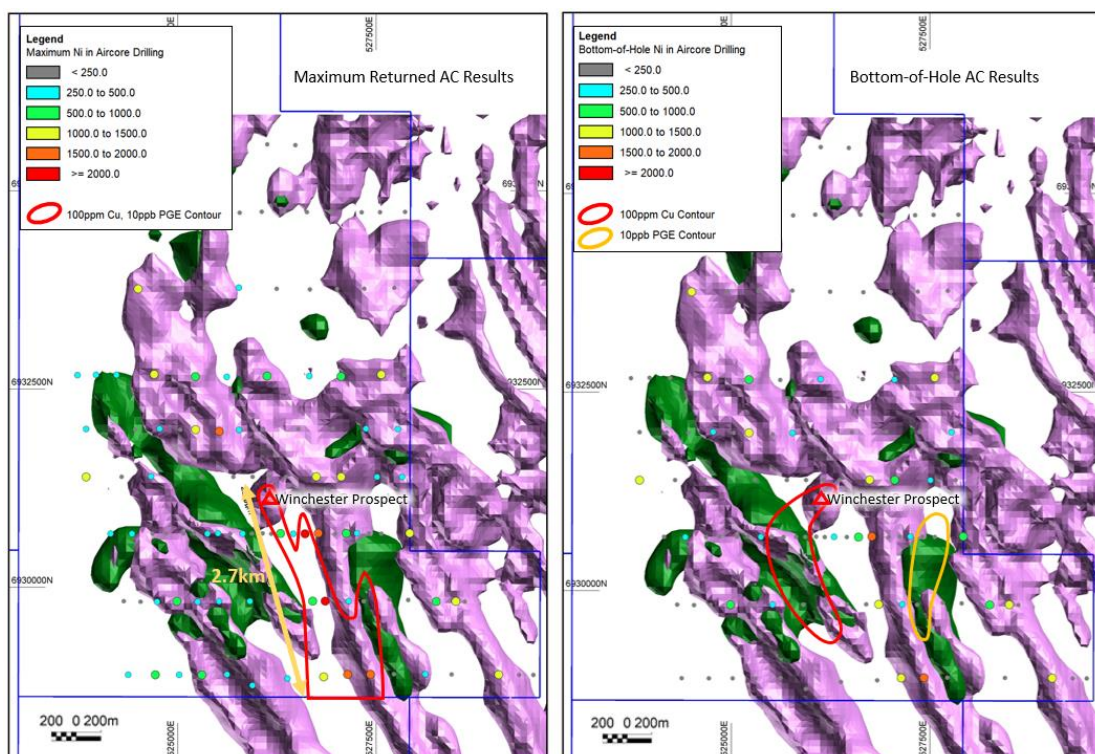 Legend
Maximum Ni in Aircore Drilling
< 250.0
250.0 to 500.0
500.0 to 1000.0
1000.0 to 1500.0
1500.0 to 2000.0
>= 2000.0
100ppm Cu, 10ppb PGE Contour
Maximum Returned AC Results
527500E
6932500N
Winchester Prospect
2.7km
6930000N
200 0 200m
525000E
527500E
Legend
Bottom-of-Hole Ni in Aircore Drilling
< 250.0
250.0 to 500.0
500.0 to 1000.0
1000.0 to 1500.0
1500.0 to 2000.0
>= 2000.0
100ppm Cu Contour
10ppb PGE Contour
Bottom-of-Hole AC Results
527500E
6932500N
Winchester Prospect
6930000N
200 0 200m
525000E
527500E